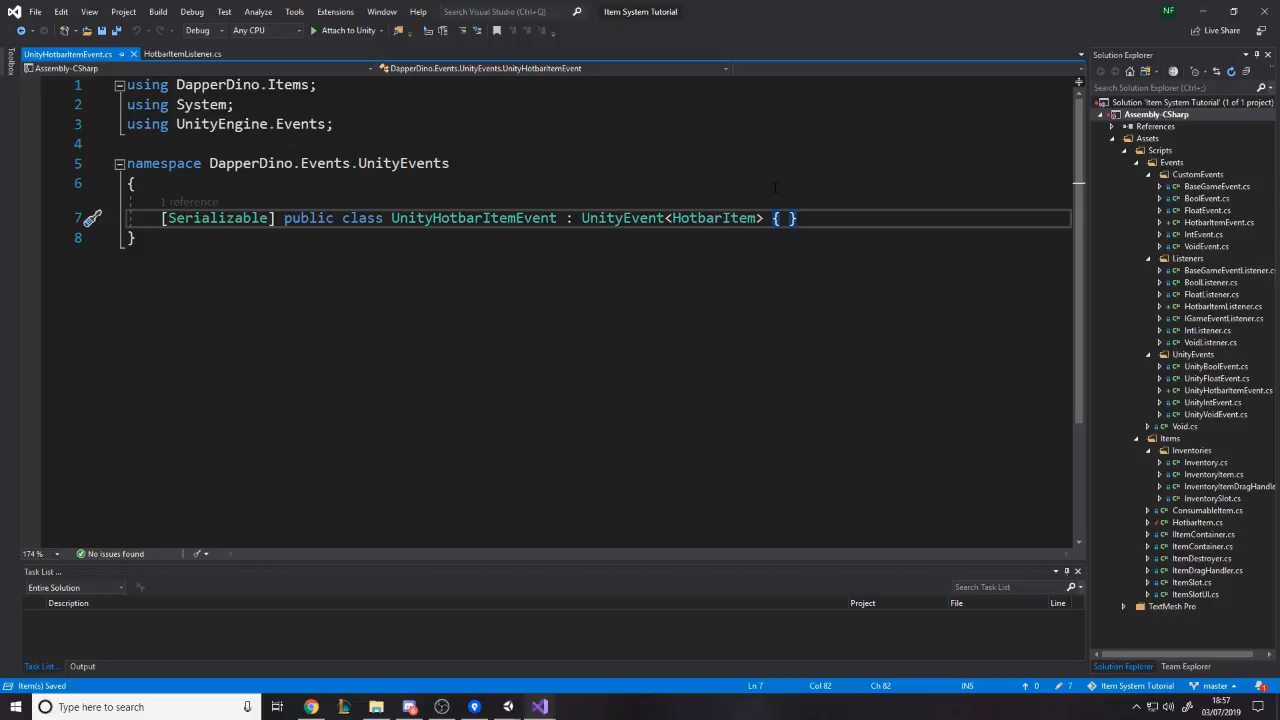 File Edit View Project Build Debug Team Tools Test Analyze Extensions Window Help Search Visual Studio (Ctrl+Q) Item System Tutorial NF
Debug Any CPU Attach to Unity Live Share
UnityHotbarItemEvent.cs HotbarItemListener.cs
Assembly-CSharp DapperDino.Events.UnityEvents.UnityHotbarItemEvent
1 using DapperDino.Items;
2 using System;
3 using UnityEngine.Events;
4
5 namespace DapperDino.Events.UnityEvents
6 {
1 reference
7 [Serializable] public class UnityHotbarItemEvent : UnityEvent<HotbarItem> { }
8 }
174 % No issues found
Task List ...
Entire Solution Search Task List
Description Project File Line
Task List ... Output
Toolbox
Solution Explorer
Search Solution Explorer (Ctrl+;)
Solution 'Item System Tutorial' (1 of 1 project)
Assembly-CSharp
References
Assets
Scripts
Events
CustomEvents
BaseGameEvent.cs
BoolEvent.cs
FloatEvent.cs
HotbarItemEvent.cs
IntEvent.cs
VoidEvent.cs
Listeners
BaseGameEventListener.c
BoolListener.cs
FloatListener.cs
HotbarItemListener.cs
IGameEventListener.cs
IntListener.cs
VoidListener.cs
UnityEvents
UnityBoolEvent.cs
UnityFloatEvent.cs
UnityHotbarItemEvent.cs
UnityIntEvent.cs
UnityVoidEvent.cs
Void.cs
Items
Inventories
Inventory.cs
InventoryItem.cs
InventoryItemDragHandler
InventorySlot.cs
ConsumableItem.cs
HotbarItem.cs
IItemContainer.cs
ItemContainer.cs
ItemDestroyer.cs
ItemDragHandler.cs
ItemSlot.cs
ItemSlotUI.cs
TextMesh Pro
Solution Explorer Team Explorer
Item(s) Saved Ln 7 Col 82 Ch 82 INS 0 7 Item System Tutorial master 1
Type here to search 18:57
03/07/2019